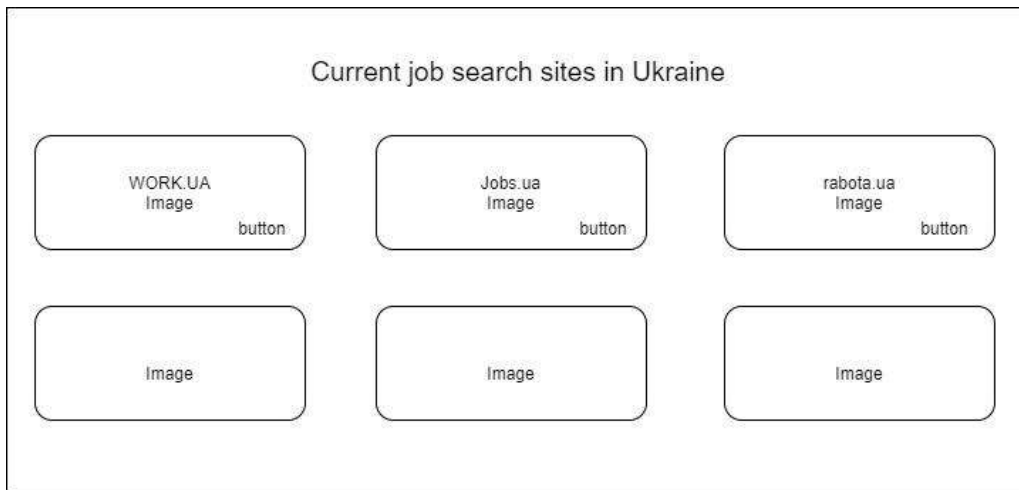 Current job search sites in Ukraine
WORK.UA
Image
button
Jobs.ua
Image
button
rabota.ua
Image
button
Image
Image
Image